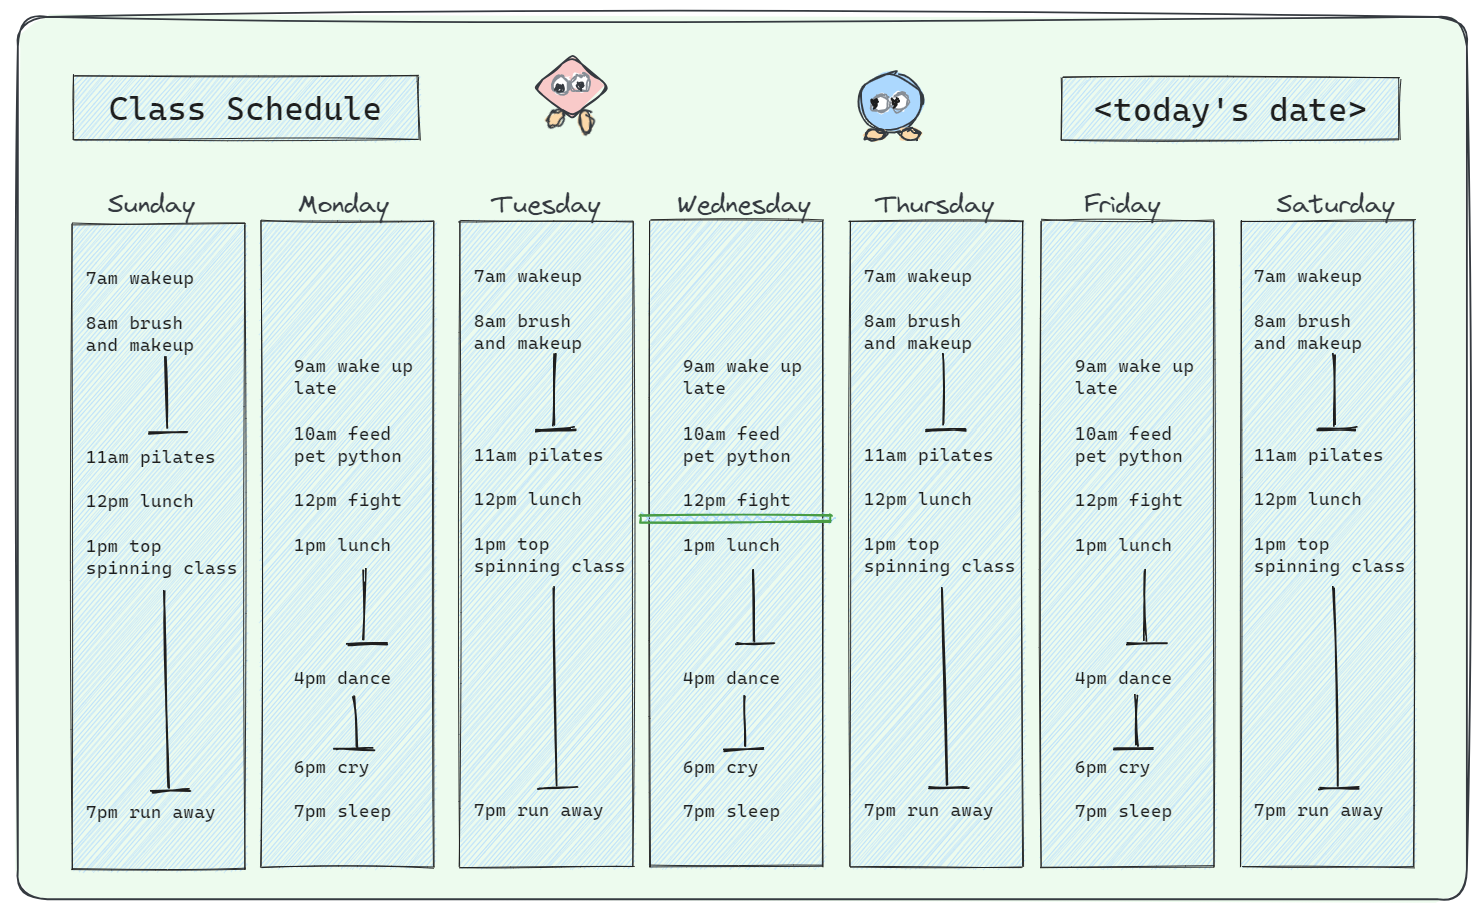 Class Schedule
<today's date>
Sunday
7am wakeup
8am brush
and makeup
11am pilates
12pm lunch
1pm top
spinning class
7pm run away
Monday
9am wake up
late
10am feed
pet python
12pm fight
1pm lunch
4pm dance
6pm cry
7pm sleep
Tuesday
7am wakeup
8am brush
and makeup
11am pilates
12pm lunch
1pm top
spinning class
7pm run away
Wednesday
9am wake up
late
10am feed
pet python
12pm fight
1pm lunch
4pm dance
6pm cry
7pm sleep
Thursday
7am wakeup
8am brush
and makeup
11am pilates
12pm lunch
1pm top
spinning class
7pm run away
Friday
9am wake up
late
10am feed
pet python
12pm fight
1pm lunch
4pm dance
6pm cry
7pm sleep
Saturday
7am wakeup
8am brush
and makeup
11am pilates
12pm lunch
1pm top
spinning class
7pm run away